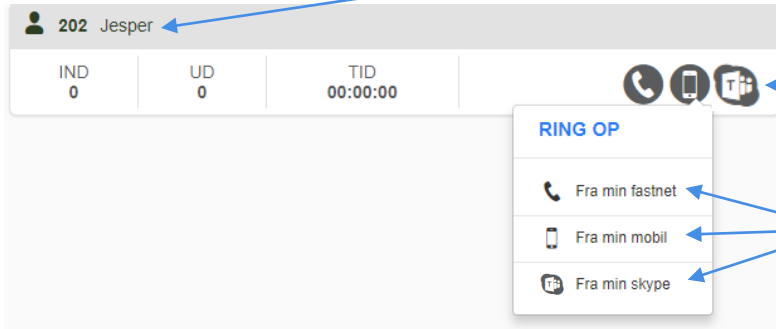 202 Jesper
IND UD TID
0 0 00:00:00
RING OP
Fra min fastnet
Fra min mobil
Fra min skype